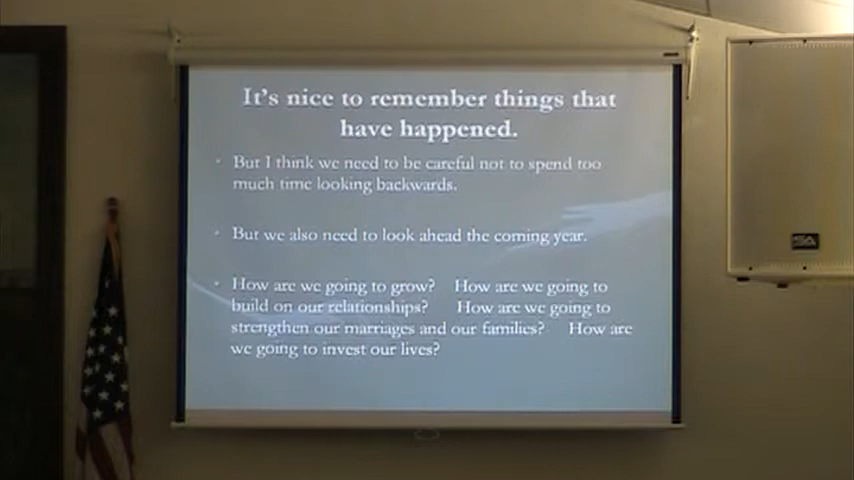 It's nice to remember things that
have happened.
• But I think we need to be careful not to spend too
much time looking backwards.
• But we also need to look ahead the coming year.
• How are we going to grow? How are we going to
build on our relationships? How are we going to
strengthen our marriages and our families? How are
we going to invest our lives?